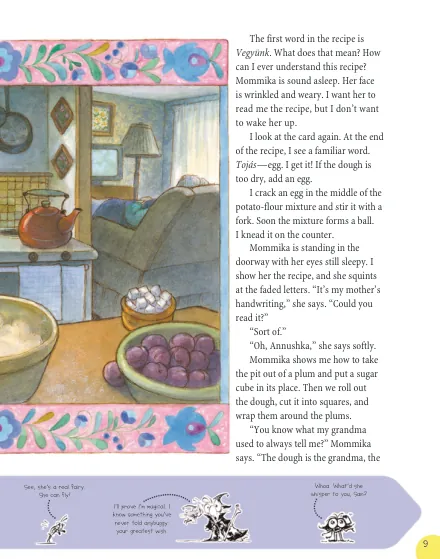 The first word in the recipe is
Vegyünk. What does that mean? How
can I ever understand this recipe?
Mommika is sound asleep. Her face
is wrinkled and weary. I want her to
read me the recipe, but I don't want
to wake her up.
I look at the card again. At the end
of the recipe, I see a familiar word.
Tojás—egg. I get it! If the dough is
too dry, add an egg.
I crack an egg in the middle of the
potato-flour mixture and stir it with a
fork. Soon the mixture forms a ball.
I knead it on the counter.
Mommika is standing in the
doorway with her eyes still sleepy. I
show her the recipe, and she squints
at the faded letters. “It's my mother's
handwriting,” she says. “Could you
read it?”
“Sort of.”
“Oh, Annushka,” she says softly.
Mommika shows me how to take
the pit out of a plum and put a sugar
cube in its place. Then we roll out
the dough, cut it into squares, and
wrap them around the plums.
“You know what my grandma
used to always tell me?” Mommika
says. “The dough is the grandma, the
See, she's a real fairy.
She can fly!
I'll prove I'm magical. I
know something you've
never told anybuggy:
your greatest wish.
Whoa. What'd she
whisper to you, San?
9